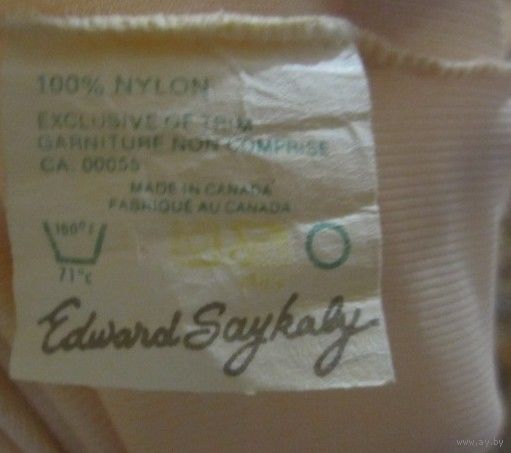 100% NYLON
EXCLUSIVE OF TRIM
GARNITURE NON COMPRISE
CA. 00055
MADE IN CANADA
FABRIQUÉ AU CANADA
160°F
71°C
Edward Saykaly
www.ay.by